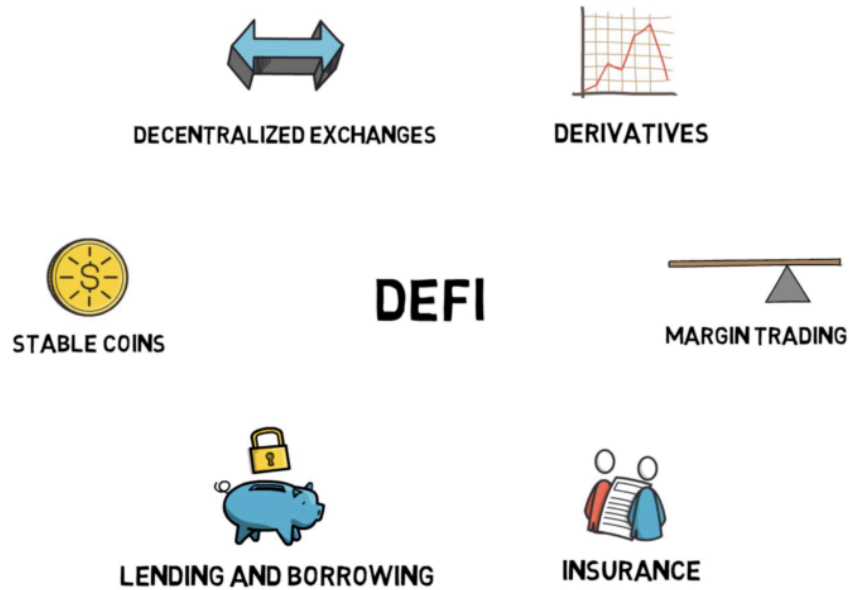 DECENTRALIZED EXCHANGES
DERIVATIVES
$
STABLE COINS
DEFI
MARGIN TRADING
LENDING AND BORROWING
INSURANCE